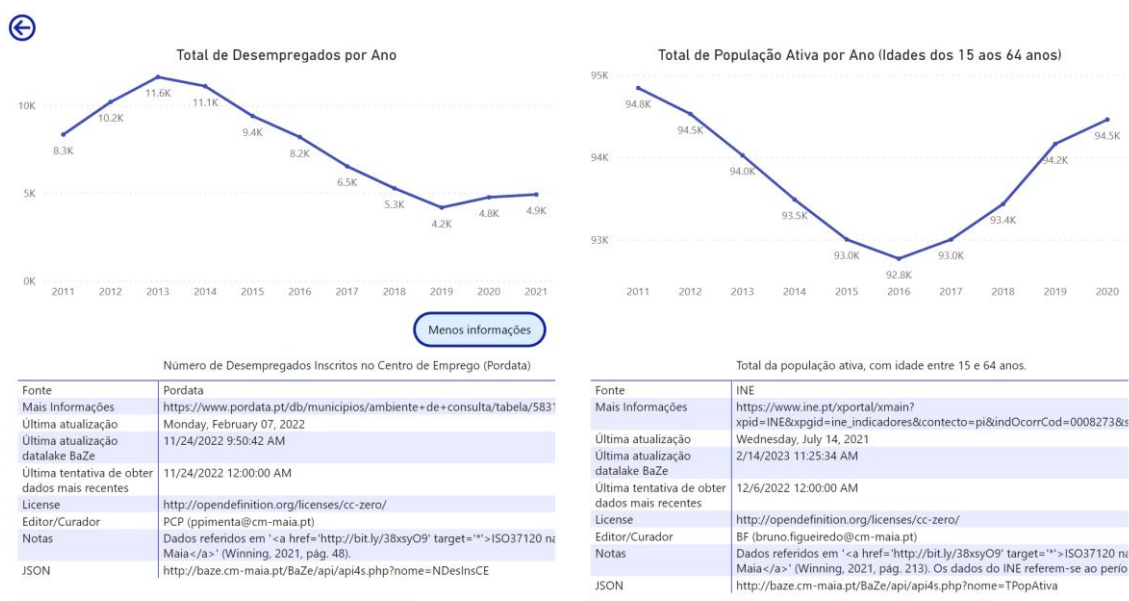 Total de Desempregados por Ano
10K
5K
0K
8.3K
10.2K
11.6K
11.1K
9.4K
8.2K
6.5K
5.3K
4.2K
4.8K
4.9K
2011 2012 2013 2014 2015 2016 2017 2018 2019 2020 2021
Menos informações
Número de Desempregados Inscritos no Centro de Emprego (Pordata)
Fonte Pordata
Mais Informações https://www.pordata.pt/db/municipios/ambiente+de+consulta/tabela/5831
Última atualização Monday, February 07, 2022
Última atualização 11/24/2022 9:50:42 AM
datalake BaZe
Última tentativa de obter 11/24/2022 12:00:00 AM
dados mais recentes
License http://opendefinition.org/licenses/cc-zero/
Editor/Curador PCP (ppimenta@cm-maia.pt)
Notas Dados referidos em '<a href='http://bit.ly/38xsyO9' target='*'>ISO37120 na
Maia</a>' (Winning, 2021, pág. 48).
JSON http://baze.cm-maia.pt/BaZe/api/api4s.php?nome=NDesInsCE
Total de População Ativa por Ano (Idades dos 15 aos 64 anos)
95K
94K
93K
94.8K
94.5K
94.0K
93.5K
93.0K
92.8K
93.0K
93.4K
94.2K
94.5K
2011 2012 2013 2014 2015 2016 2017 2018 2019 2020
Total da população ativa, com idade entre 15 e 64 anos.
Fonte INE
Mais Informações https://www.ine.pt/xportal/xmain?
xpid=INE&xpgid=ine_indicadores&contecto=pi&indOcorrCod=0008273&s
Última atualização Wednesday, July 14, 2021
Última atualização 2/14/2023 11:25:34 AM
datalake BaZe
Última tentativa de obter 12/6/2022 12:00:00 AM
dados mais recentes
License http://opendefinition.org/licenses/cc-zero/
Editor/Curador BF (bruno.figueiredo@cm-maia.pt)
Notas Dados referidos em '<a href='http://bit.ly/38xsyO9' target='*'>ISO37120 na
Maia</a>' (Winning, 2021, pág. 213). Os dados do INE referem-se ao perío
JSON http://baze.cm-maia.pt/BaZe/api/api4s.php?nome=TPopAtiva